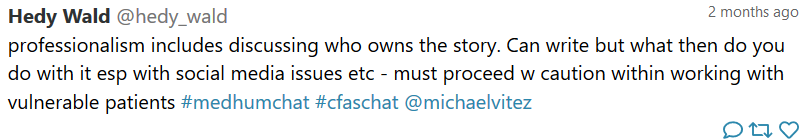 Hedy Wald @hedy_wald 2 months ago
professionalism includes discussing who owns the story. Can write but what then do you
do with it esp with social media issues etc - must proceed w caution within working with
vulnerable patients #medhumchat #cfaschat @michaelvitez